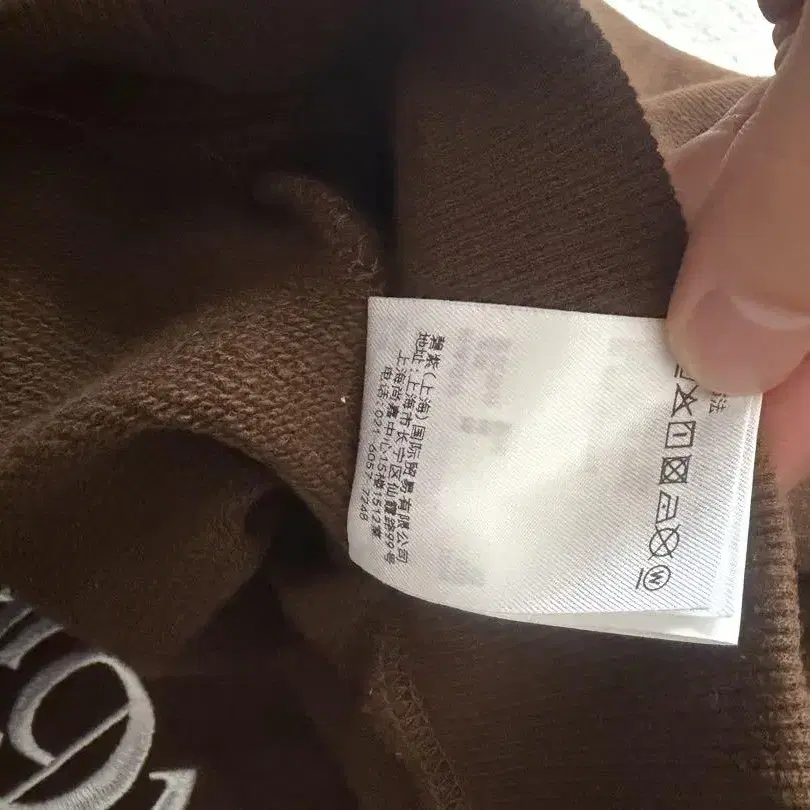 (上海)国际贸易有限公司
地址:上海市长宁区仙霞路99号
上海尚嘉中心15楼1512室
电话:021-6057-7248
法
W
91